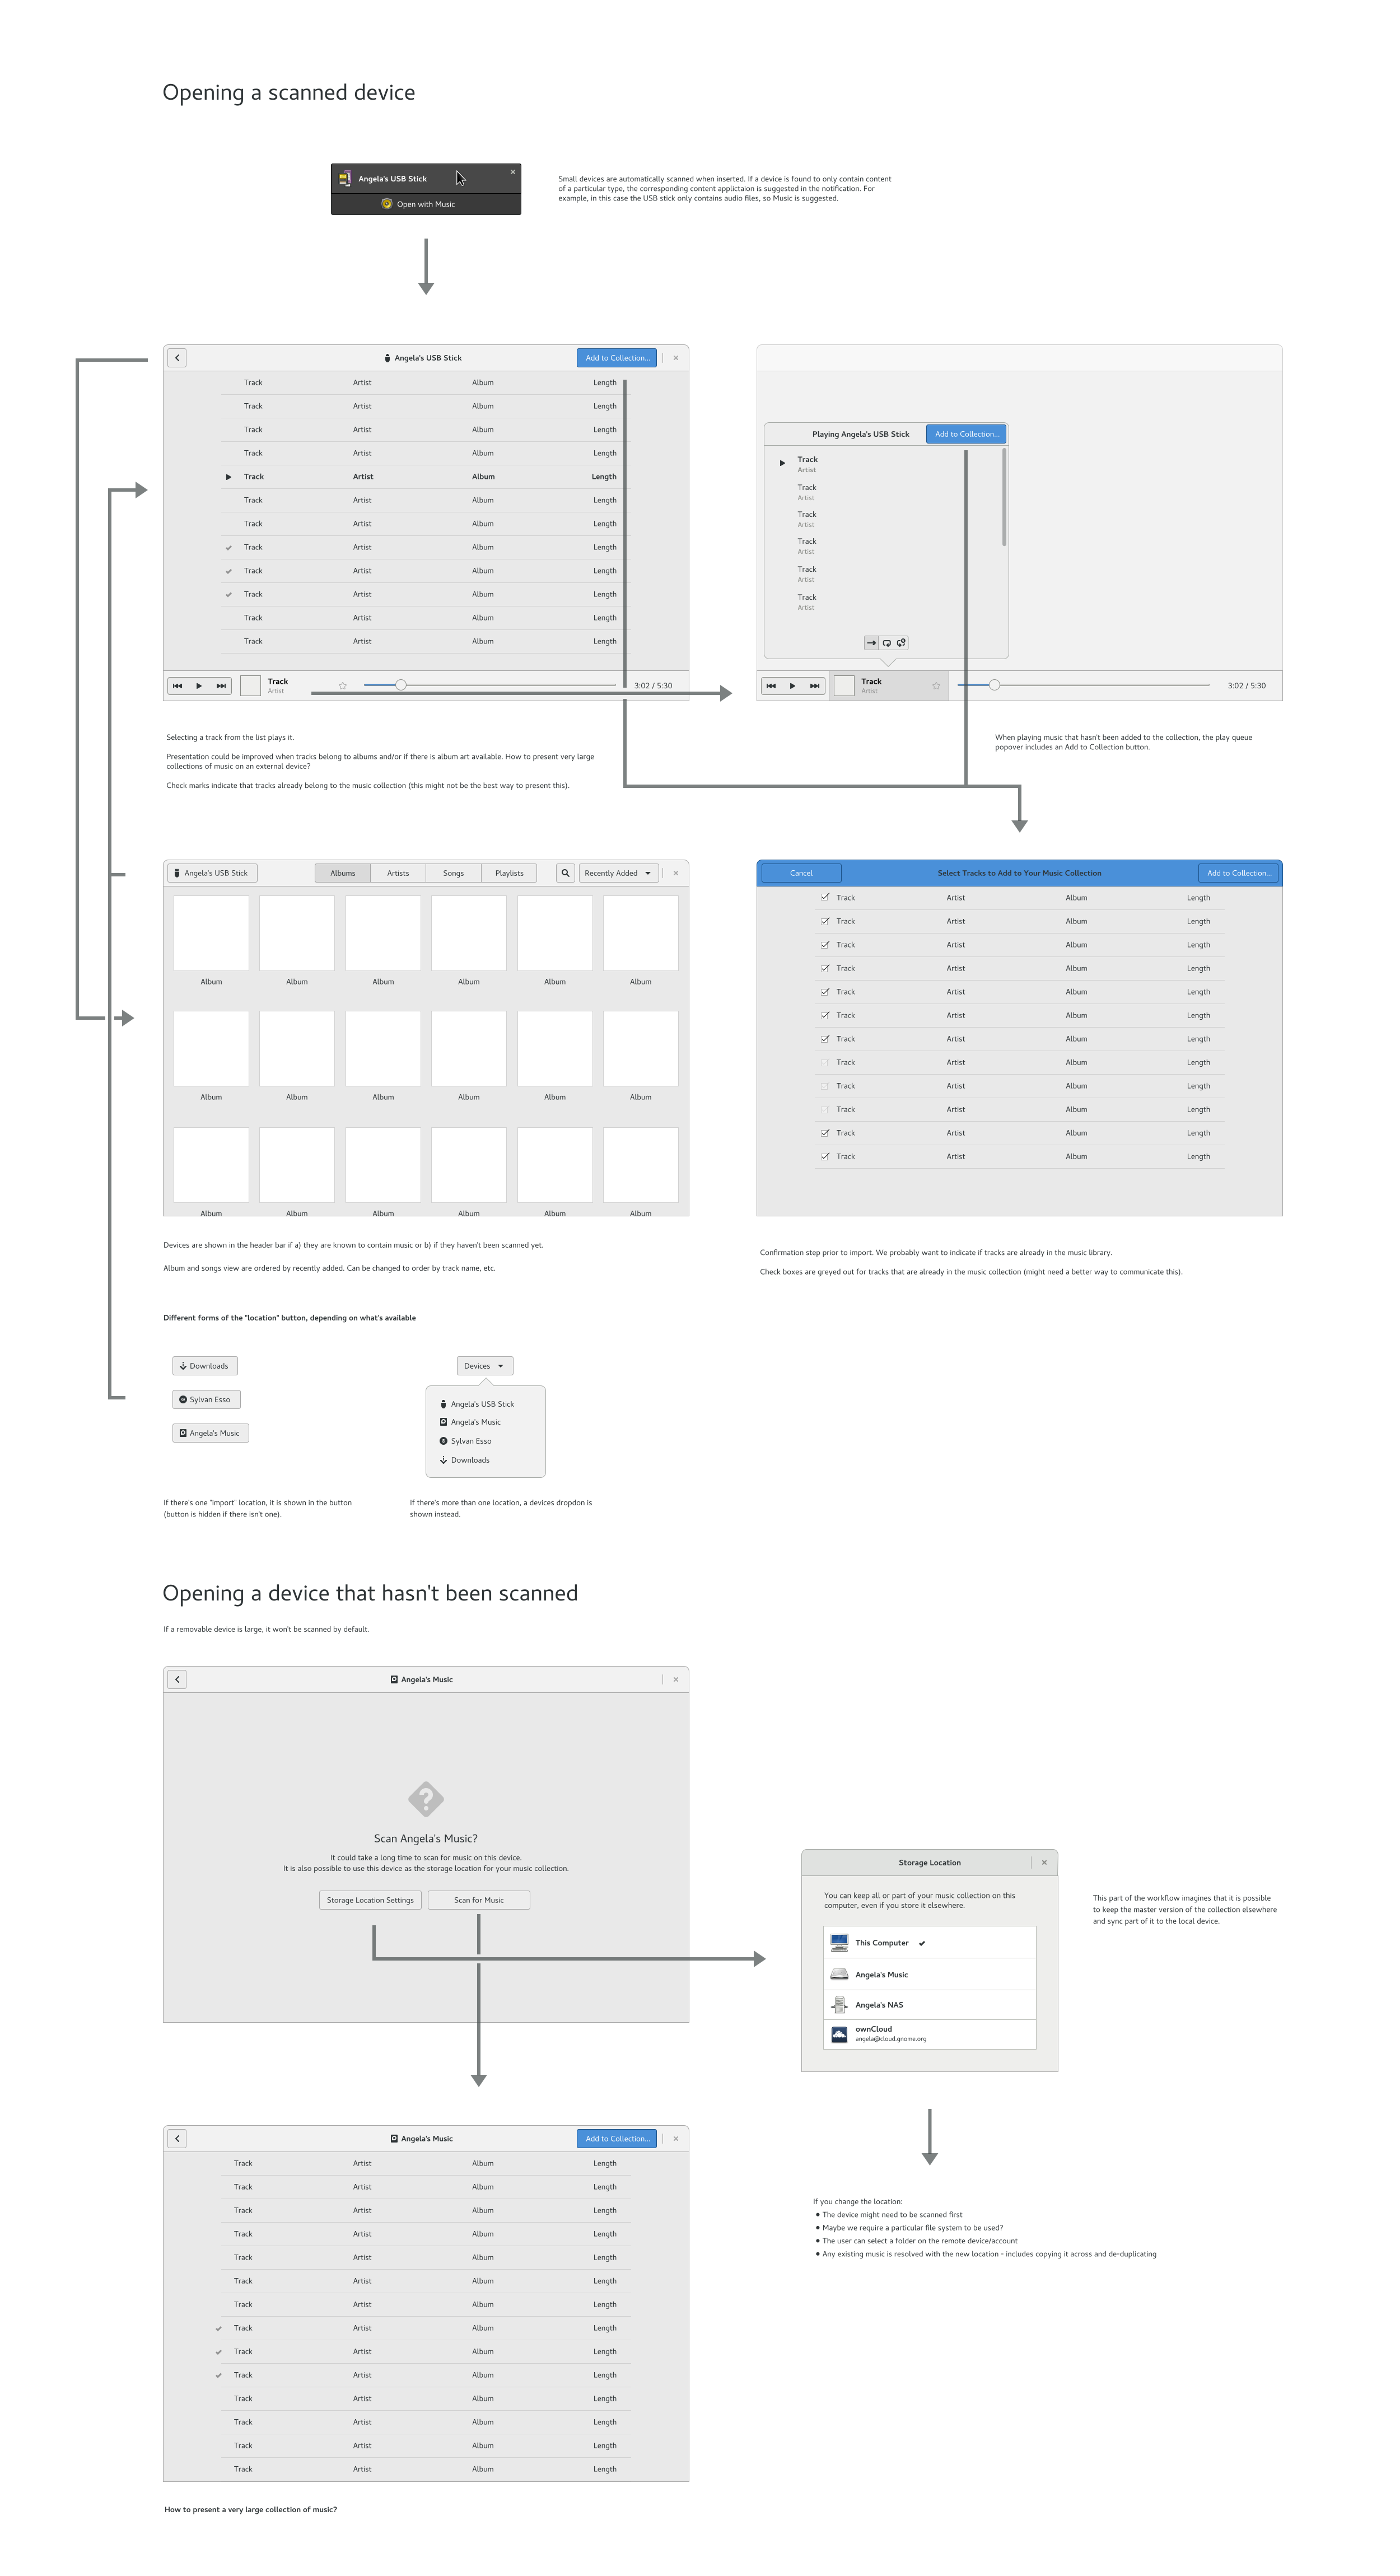 Opening a scanned device
Angela's USB Stick
Open with Music
Small devices are automatically scanned when inserted. If a device is found to only contain content
of a particular type, the corresponding content applictaion is suggested in the notification. For
example, in this case the USB stick only contains audio files, so Music is suggested.
Angela's USB Stick Add to Collection...
Track Artist Album Length
Track Artist Album Length
Track Artist Album Length
Track Artist Album Length
Track Artist Album Length
Track Artist Album Length
Track Artist Album Length
Track Artist Album Length
Track Artist Album Length
Track Artist Album Length
Track Artist Album Length
Track Artist Album Length
Track
Artist
3:02 / 5:30
Playing Angela's USB Stick Add to Collection...
Track
Artist
Track
Artist
Track
Artist
Track
Artist
Track
Artist
Track
Artist
Track
Artist
3:02 / 5:30
Selecting a track from the list plays it.
Presentation could be improved when tracks belong to albums and/or if there is album art available. How to present very large
collections of music on an external device?
Check marks indicate that tracks already belong to the music collection (this might not be the best way to present this).
When playing music that hasn't been added to the collection, the play queue
popover includes an Add to Collection button.
Angela's USB Stick Albums Artists Songs Playlists Recently Added
Album Album Album Album Album Album
Album Album Album Album Album Album
Album Album Album Album Album Album
Cancel Select Tracks to Add to Your Music Collection Add to Collection...
Track Artist Album Length
Track Artist Album Length
Track Artist Album Length
Track Artist Album Length
Track Artist Album Length
Track Artist Album Length
Track Artist Album Length
Track Artist Album Length
Track Artist Album Length
Track Artist Album Length
Track Artist Album Length
Track Artist Album Length
Devices are shown in the header bar if a) they are known to contain music or b) if they haven't been scanned yet.
Album and songs view are ordered by recently added. Can be changed to order by track name, etc.
Confirmation step prior to import. We probably want to indicate if tracks are already in the music library.
Check boxes are greyed out for tracks that are already in the music collection (might need a better way to communicate this).
Different forms of the "location" button, depending on what's available
Downloads
Sylvan Esso
Angela's Music
Devices
Angela's USB Stick
Angela's Music
Sylvan Esso
Downloads
If there's one "import" location, it is shown in the button
(button is hidden if there isn't one).
If there's more than one location, a devices dropdon is
shown instead.
Opening a device that hasn't been scanned
If a removable device is large, it won't be scanned by default.
Angela's Music
Scan Angela's Music?
It could take a long time to scan for music on this device.
It is also possible to use this device as the storage location for your music collection.
Storage Location Settings Scan for Music
Storage Location
You can keep all or part of your music collection on this
computer, even if you store it elsewhere.
This Computer
Angela's Music
Angela's NAS
ownCloud
angela@cloud.gnome.org
This part of the workflow imagines that it is possible
to keep the master version of the collection elsewhere
and sync part of it to the local device.
Angela's Music Add to Collection...
Track Artist Album Length
Track Artist Album Length
Track Artist Album Length
Track Artist Album Length
Track Artist Album Length
Track Artist Album Length
Track Artist Album Length
Track Artist Album Length
Track Artist Album Length
Track Artist Album Length
Track Artist Album Length
Track Artist Album Length
Track Artist Album Length
Track Artist Album Length
If you change the location:
• The device might need to be scanned first
• Maybe we require a particular file system to be used?
• The user can select a folder on the remote device/account
• Any existing music is resolved with the new location - includes copying it across and de-duplicating
How to present a very large collection of music?